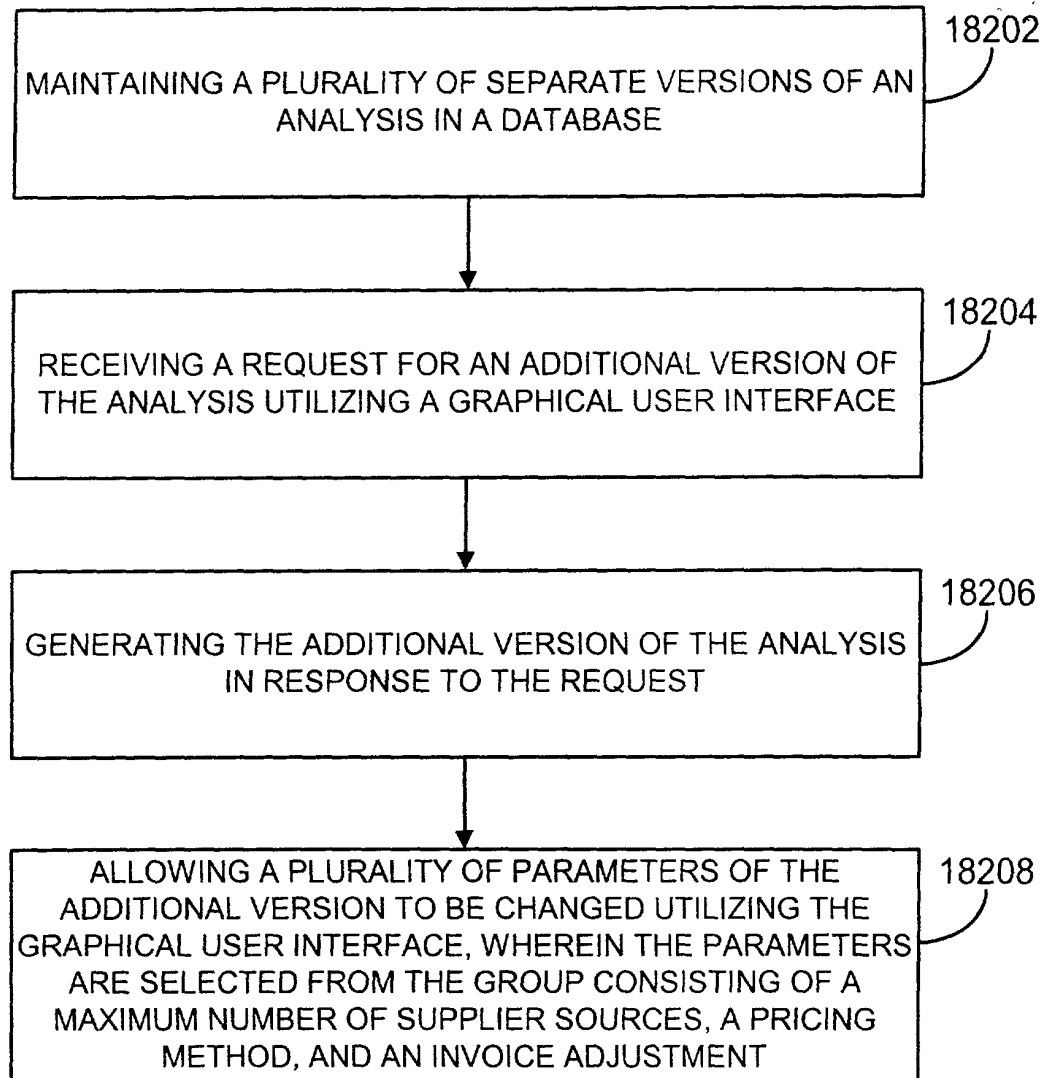 18202
MAINTAINING A PLURALITY OF SEPARATE VERSIONS OF AN
ANALYSIS IN A DATABASE
18204
RECEIVING A REQUEST FOR AN ADDITIONAL VERSION OF
THE ANALYSIS UTILIZING A GRAPHICAL USER INTERFACE
18206
GENERATING THE ADDITIONAL VERSION OF THE ANALYSIS
IN RESPONSE TO THE REQUEST
18208
ALLOWING A PLURALITY OF PARAMETERS OF THE
ADDITIONAL VERSION TO BE CHANGED UTILIZING THE
GRAPHICAL USER INTERFACE, WHEREIN THE PARAMETERS
ARE SELECTED FROM THE GROUP CONSISTING OF A
MAXIMUM NUMBER OF SUPPLIER SOURCES, A PRICING
METHOD, AND AN INVOICE ADJUSTMENT